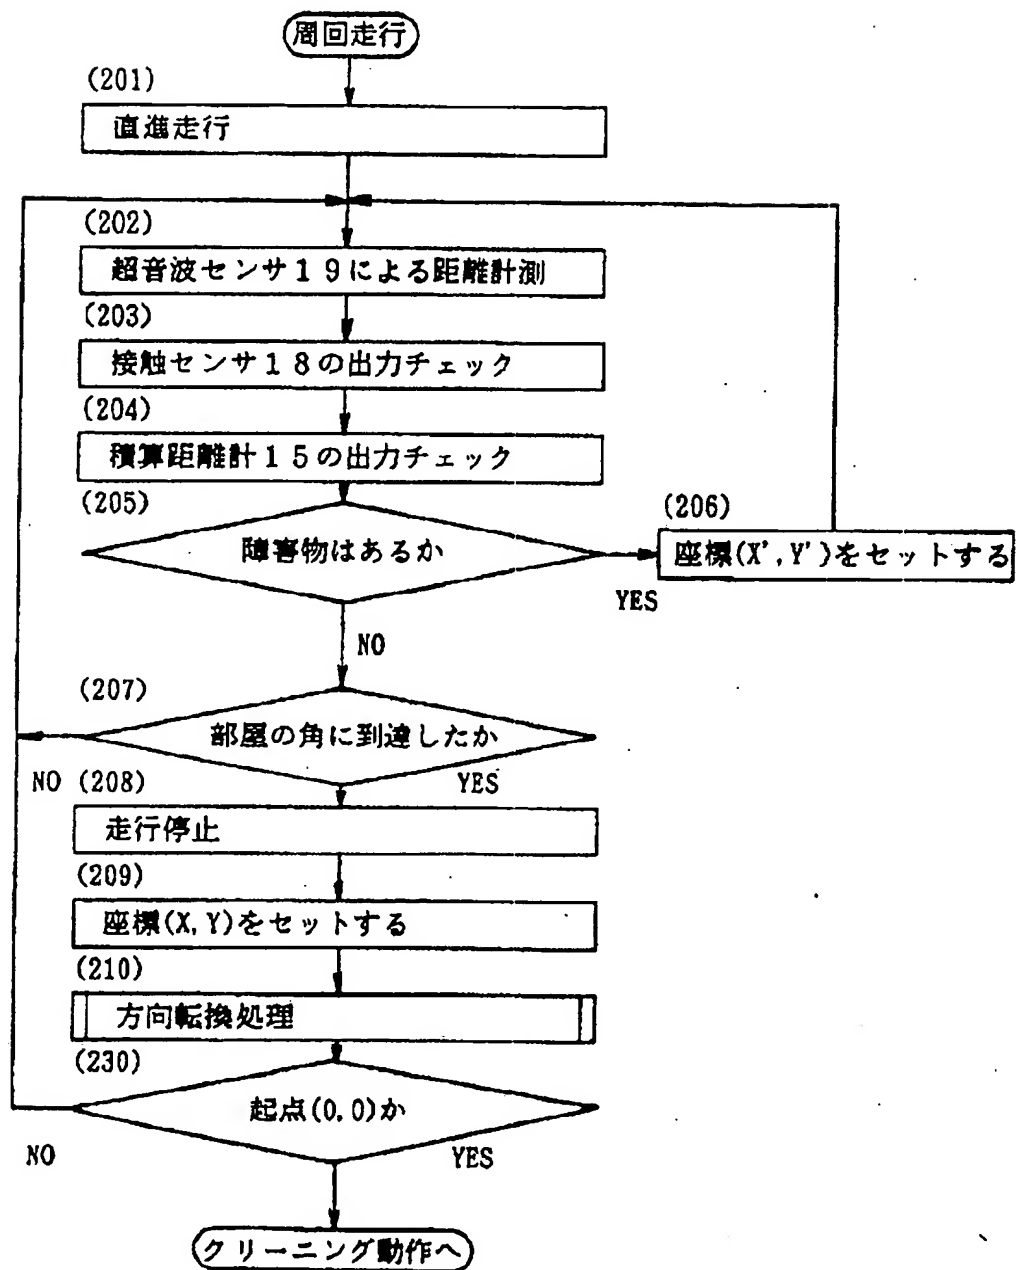 周回走行
(201)
直進走行
(202)
超音波センサ19による距離計測
(203)
接触センサ18の出力チェック
(204)
積算距離計15の出力チェック
(205)
障害物はあるか
(206)
座標(X',Y')をセットする
YES
NO
(207)
部屋の角に到達したか
NO
(208)
YES
走行停止
(209)
座標(X,Y)をセットする
(210)
方向転換処理
(230)
起点(0.0)か
NO
YES
クリーニング動作へ